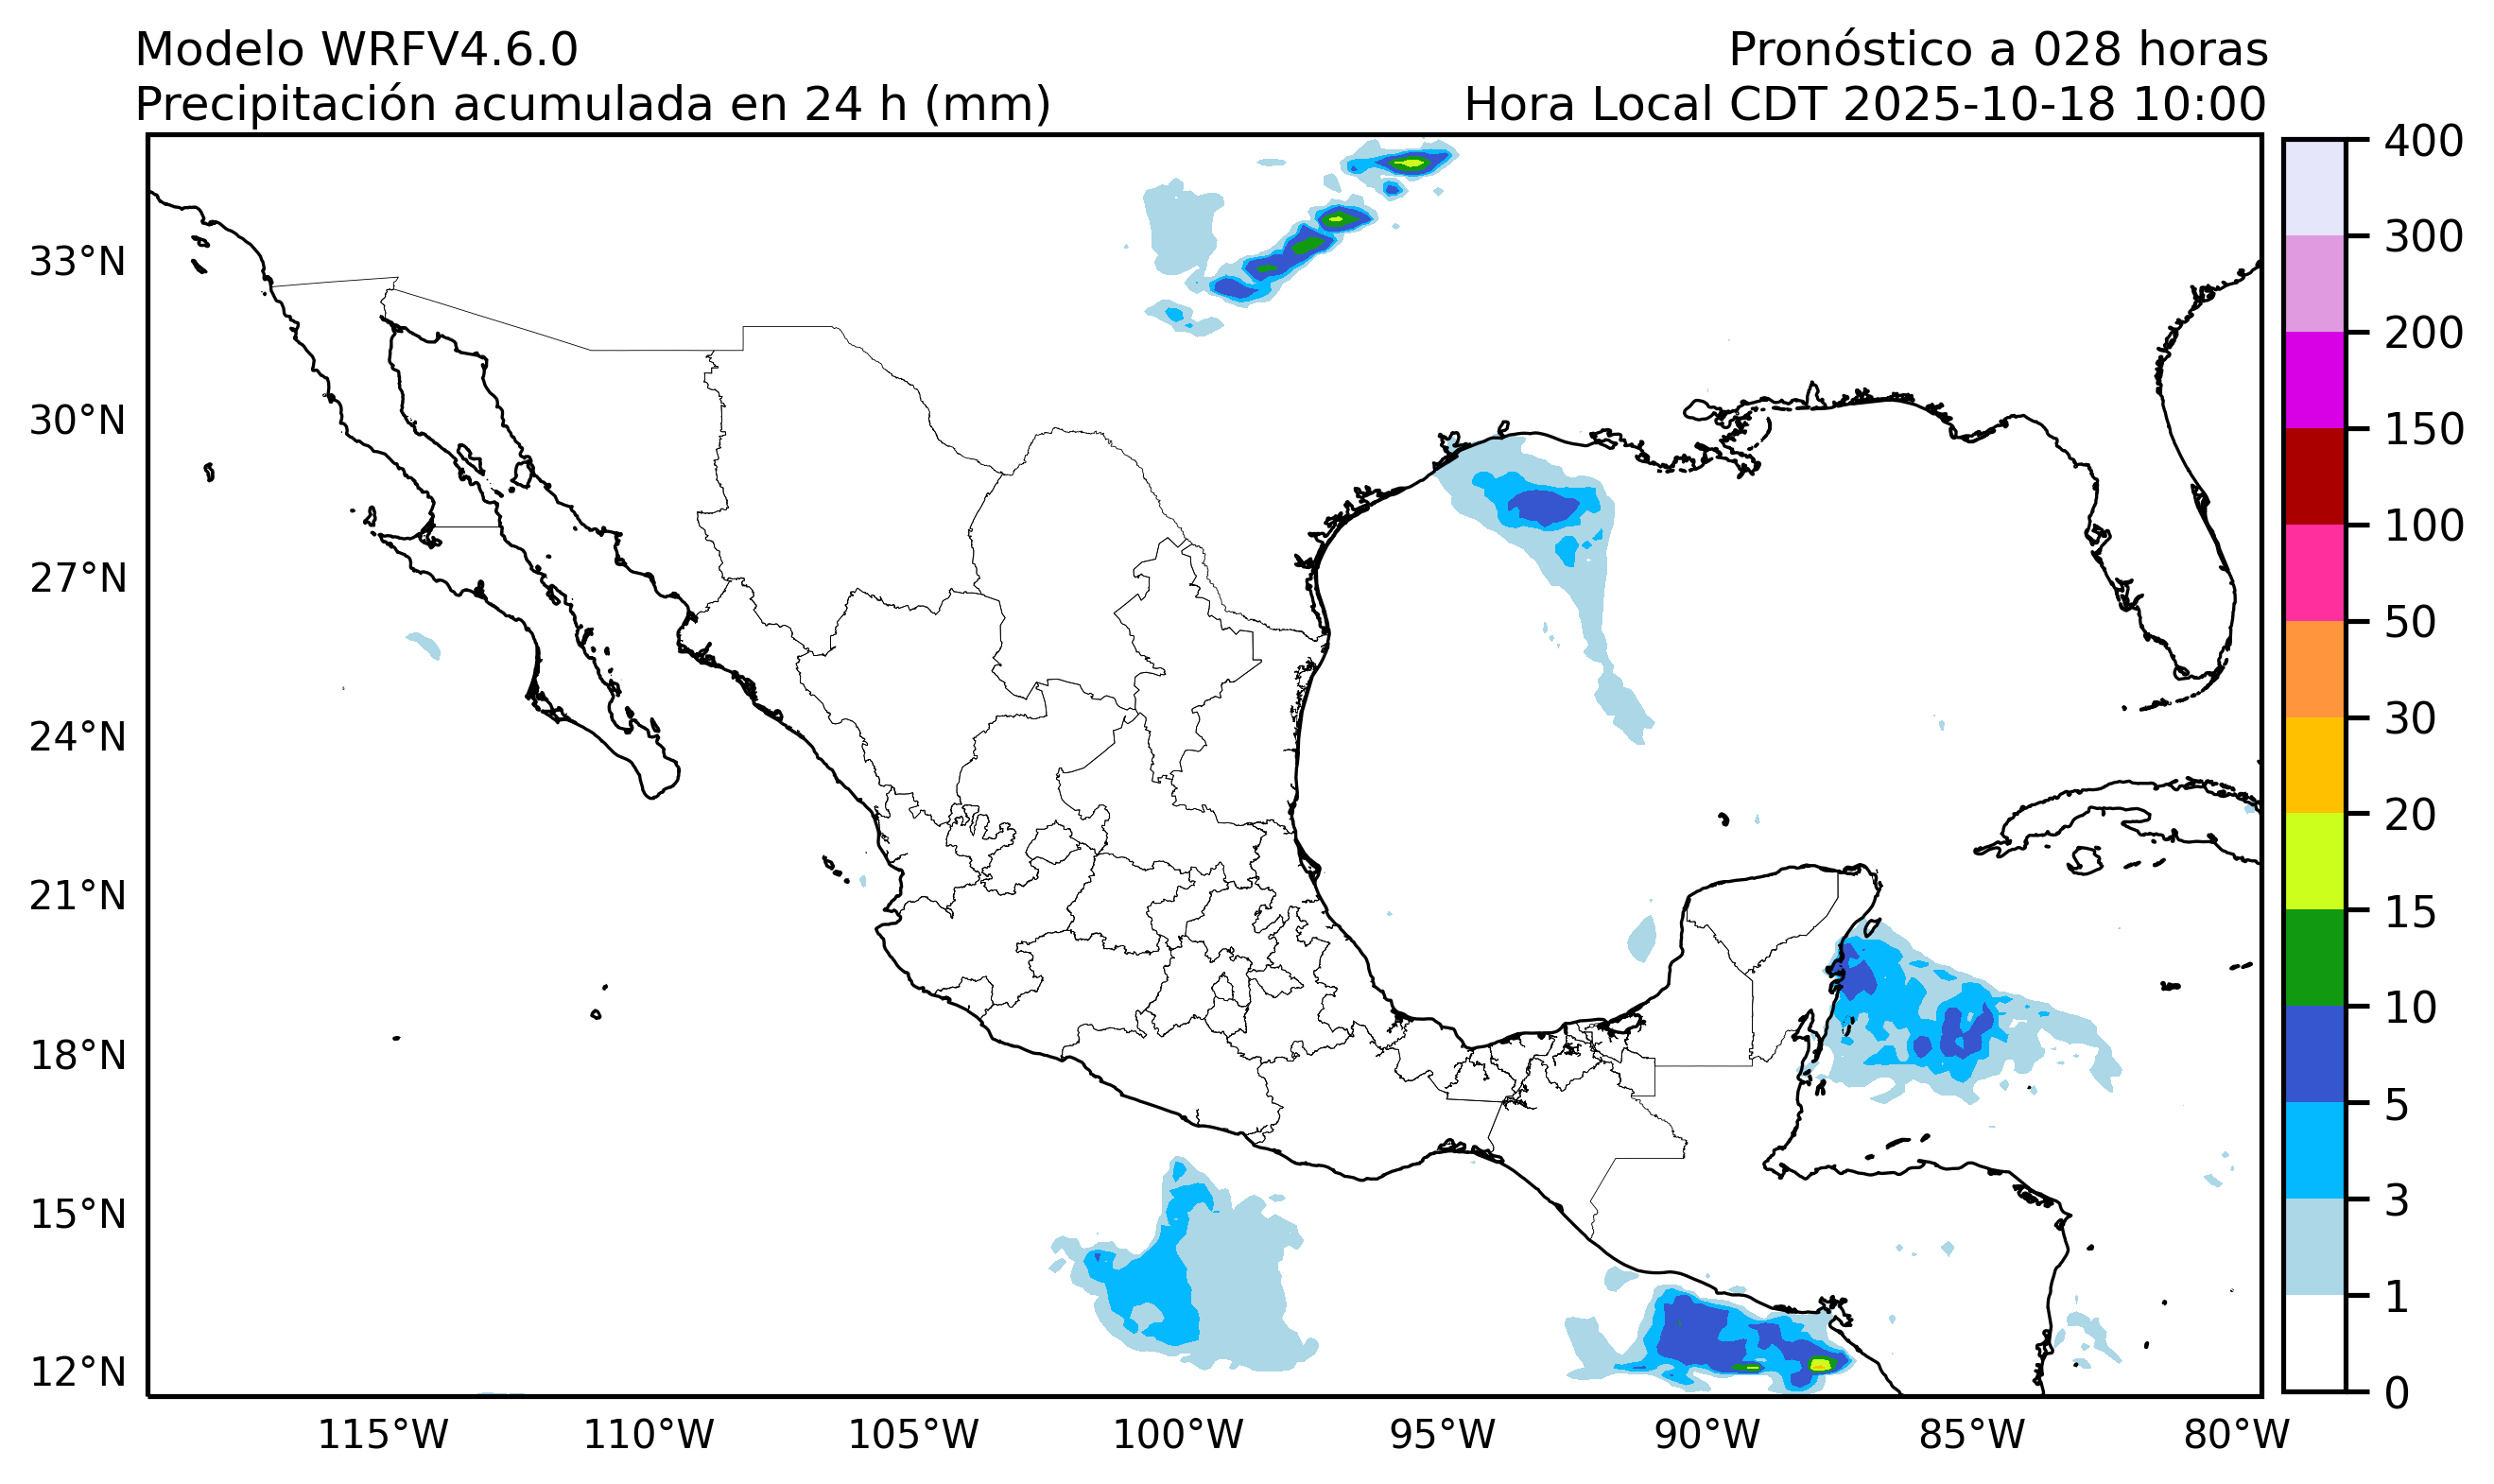 Modelo WRFV4.6.0
Pronóstico a 028 horas
Precipitación acumulada en 24 h (mm)
Hora Local CDT 2025-10-18 10:00
33°N
30°N
27°N
24°N
21°N
18°N
15°N
12°N
115°W
110°W
105°W
100°W
95°W
90°W
85°W
80°W
400
300
200
150
100
50
30
20
15
10
5
3
1
0